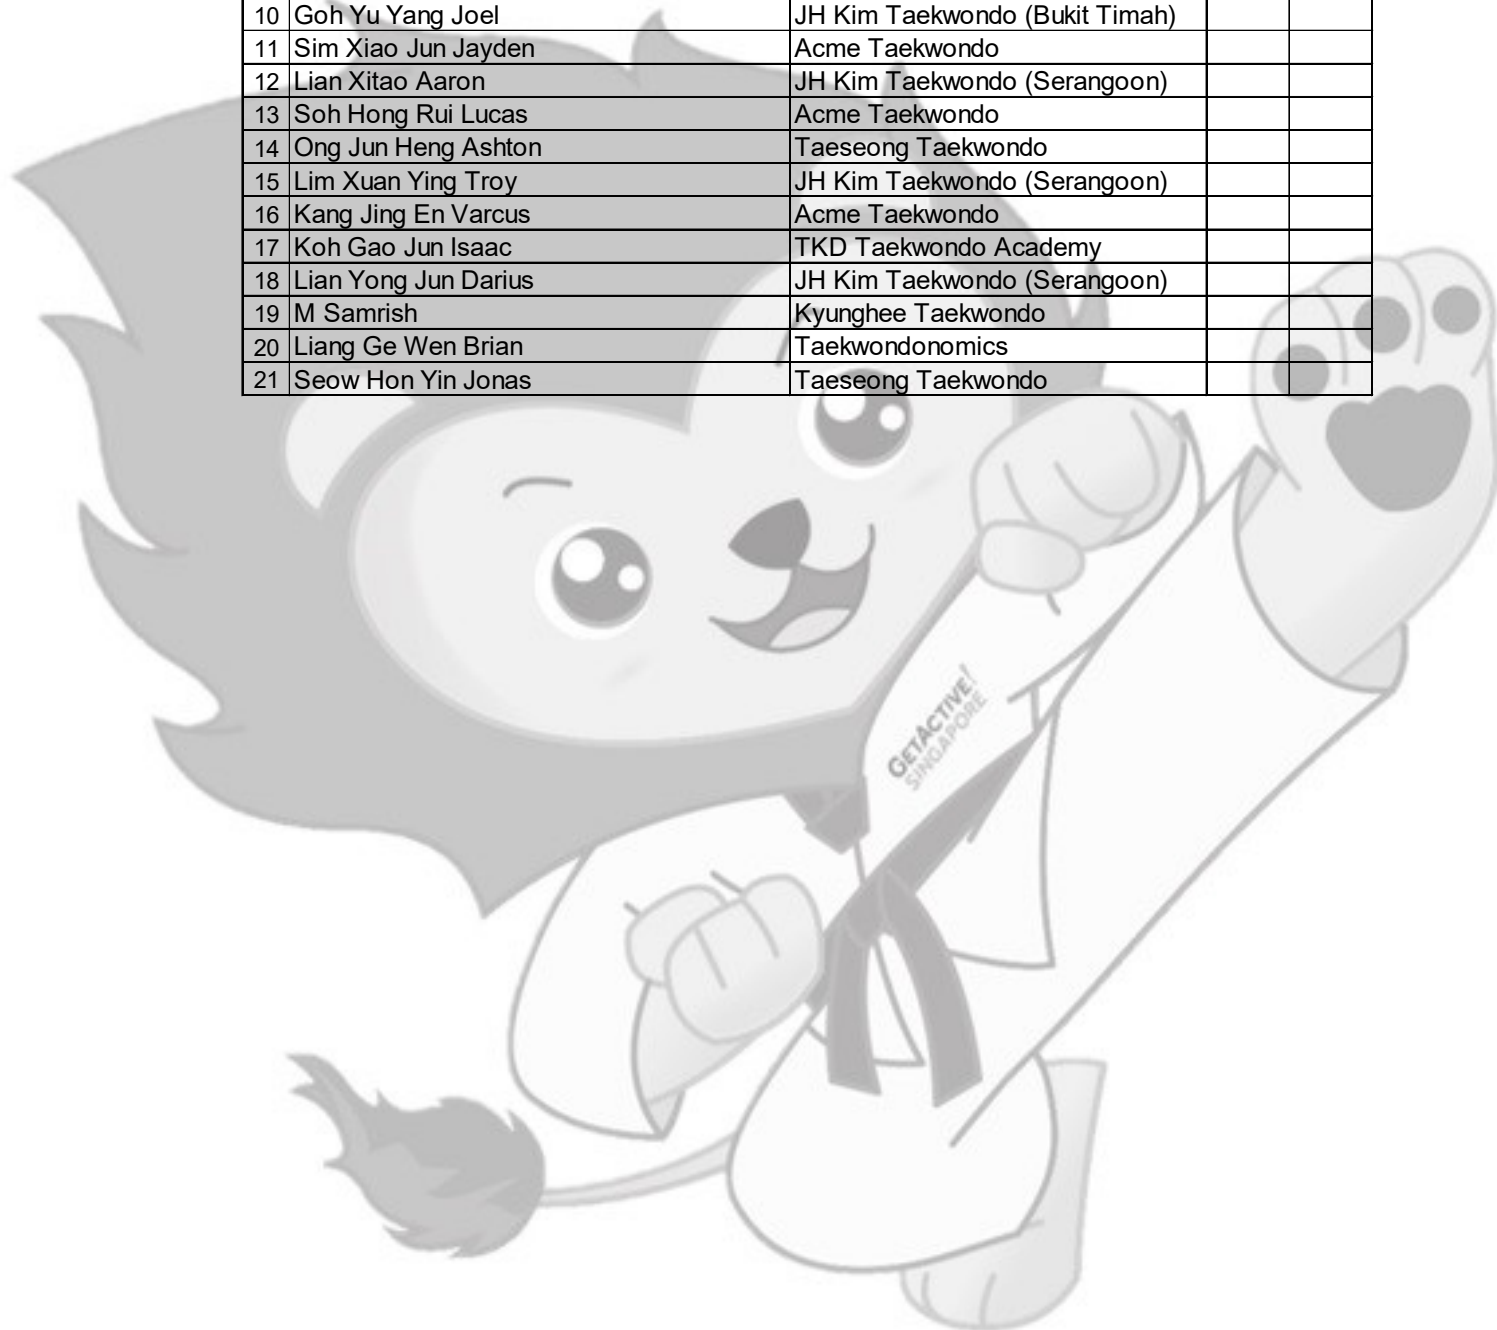 10 Goh Yu Yang Joel JH Kim Taekwondo (Bukit Timah)
11 Sim Xiao Jun Jayden Acme Taekwondo
12 Lian Xitao Aaron JH Kim Taekwondo (Serangoon)
13 Soh Hong Rui Lucas Acme Taekwondo
14 Ong Jun Heng Ashton Taeseong Taekwondo
15 Lim Xuan Ying Troy JH Kim Taekwondo (Serangoon)
16 Kang Jing En Varcus Acme Taekwondo
17 Koh Gao Jun Isaac TKD Taekwondo Academy
18 Lian Yong Jun Darius JH Kim Taekwondo (Serangoon)
19 M Samrish Kyunghee Taekwondo
20 Liang Ge Wen Brian Taekwondonomics
21 Seow Hon Yin Jonas Taeseong Taekwondo
GETACTIVE!
SINGAPORE